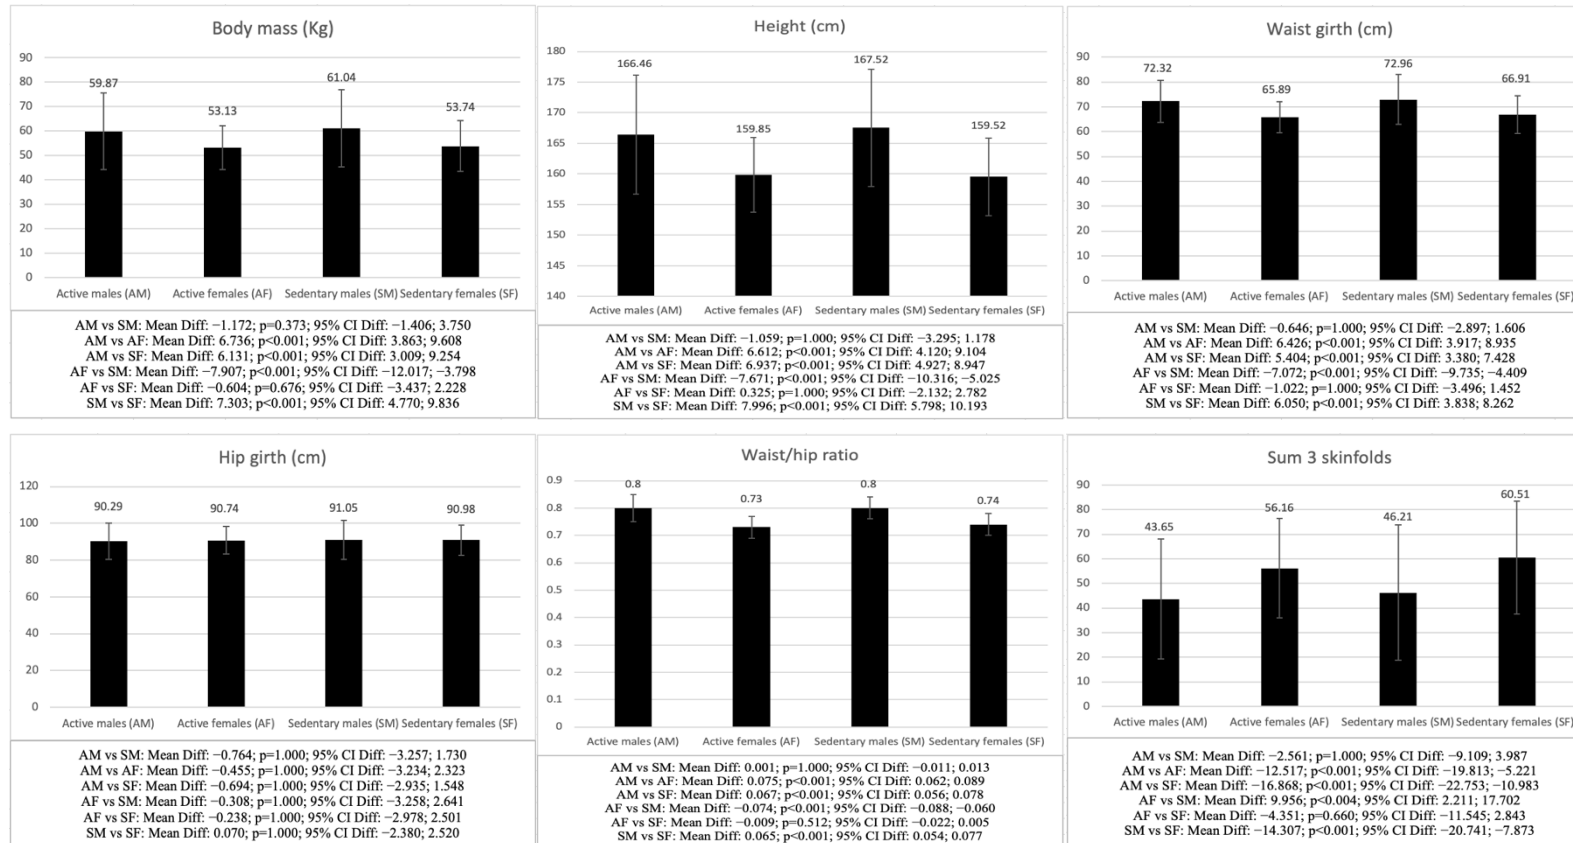 Body mass (Kg)
90
80
70
60
50
40
30
20
10
0
59.87
53.13
61.04
53.74
Active males (AM)
Active females (AF)
Sedentary males (SM)
Sedentary females (SF)
AM vs SM: Mean Diff: −1.172; p=0.373; 95% CI Diff: −1.406; 3.750
AM vs AF: Mean Diff: 6.736; p<0.001; 95% CI Diff: 3.863; 9.608
AM vs SF: Mean Diff: 6.131; p<0.001; 95% CI Diff: 3.009; 9.254
AF vs SM: Mean Diff: −7.907; p<0.001; 95% CI Diff: −12.017; −3.798
AF vs SF: Mean Diff: −0.604; p=0.676; 95% CI Diff: −3.437; 2.228
SM vs SF: Mean Diff: 7.303; p<0.001; 95% CI Diff: 4.770; 9.836
Height (cm)
180
175
170
165
160
155
150
145
140
166.46
159.85
167.52
159.52
Active males (AM)
Active females (AF)
Sedentary males (SM)
Sedentary females (SF)
AM vs SM: Mean Diff: −1.059; p=1.000; 95% CI Diff: −3.295; 1.178
AM vs AF: Mean Diff: 6.612; p<0.001; 95% CI Diff: 4.120; 9.104
AM vs SF: Mean Diff: 6.937; p<0.001; 95% CI Diff: 4.927; 8.947
AF vs SM: Mean Diff: −7.671; p<0.001; 95% CI Diff: −10.316; −5.025
AF vs SF: Mean Diff: 0.325; p=1.000; 95% CI Diff: −2.132; 2.782
SM vs SF: Mean Diff: 7.996; p<0.001; 95% CI Diff: 5.798; 10.193
Waist girth (cm)
90
80
70
60
50
40
30
20
10
0
72.32
65.89
72.96
66.91
Active males (AM)
Active females (AF)
Sedentary males (SM)
Sedentary females (SF)
AM vs SM: Mean Diff: −0.646; p=1.000; 95% CI Diff: −2.897; 1.606
AM vs AF: Mean Diff: 6.426; p<0.001; 95% CI Diff: 3.917; 8.935
AM vs SF: Mean Diff: 5.404; p<0.001; 95% CI Diff: 3.380; 7.428
AF vs SM: Mean Diff: −7.072; p<0.001; 95% CI Diff: −9.735; −4.409
AF vs SF: Mean Diff: −1.022; p=1.000; 95% CI Diff: −3.496; 1.452
SM vs SF: Mean Diff: 6.050; p<0.001; 95% CI Diff: 3.838; 8.262
Hip girth (cm)
120
100
80
60
40
20
0
90.29
90.74
91.05
90.98
Active males (AM)
Active females (AF)
Sedentary males (SM)
Sedentary females (SF)
AM vs SM: Mean Diff: −0.764; p=1.000; 95% CI Diff: −3.257; 1.730
AM vs AF: Mean Diff: −0.455; p=1.000; 95% CI Diff: −3.234; 2.323
AM vs SF: Mean Diff: −0.694; p=1.000; 95% CI Diff: −2.935; 1.548
AF vs SM: Mean Diff: −0.308; p=1.000; 95% CI Diff: −3.258; 2.641
AF vs SF: Mean Diff: −0.238; p=1.000; 95% CI Diff: −2.978; 2.501
SM vs SF: Mean Diff: 0.070; p=1.000; 95% CI Diff: −2.380; 2.520
Waist/hip ratio
0.9
0.8
0.7
0.6
0.5
0.4
0.3
0.2
0.1
0
0.8
0.73
0.8
0.74
Active males (AM)
Active females (AF)
Sedentary males (SM)
Sedentary females (SF)
AM vs SM: Mean Diff: 0.001; p=1.000; 95% CI Diff: −0.011; 0.013
AM vs AF: Mean Diff: 0.075; p<0.001; 95% CI Diff: 0.062; 0.089
AM vs SF: Mean Diff: 0.067; p<0.001; 95% CI Diff: 0.056; 0.078
AF vs SM: Mean Diff: −0.074; p<0.001; 95% CI Diff: −0.088; −0.060
AF vs SF: Mean Diff: −0.009; p=0.512; 95% CI Diff: −0.022; 0.005
SM vs SF: Mean Diff: 0.065; p<0.001; 95% CI Diff: 0.054; 0.077
Sum 3 skinfolds
90
80
70
60
50
40
30
20
10
0
43.65
56.16
46.21
60.51
Active males (AM)
Active females (AF)
Sedentary males (SM)
Sedentary females (SF)
AM vs SM: Mean Diff: −2.561; p=1.000; 95% CI Diff: −9.109; 3.987
AM vs AF: Mean Diff: −12.517; p<0.001; 95% CI Diff: −19.813; −5.221
AM vs SF: Mean Diff: −16.868; p<0.001; 95% CI Diff: −22.753; −10.983
AF vs SM: Mean Diff: 9.956; p<0.004; 95% CI Diff: 2.211; 17.702
AF vs SF: Mean Diff: −4.351; p=0.660; 95% CI Diff: −11.545; 2.843
SM vs SF: Mean Diff: −14.307; p<0.001; 95% CI Diff: −20.741; −7.873